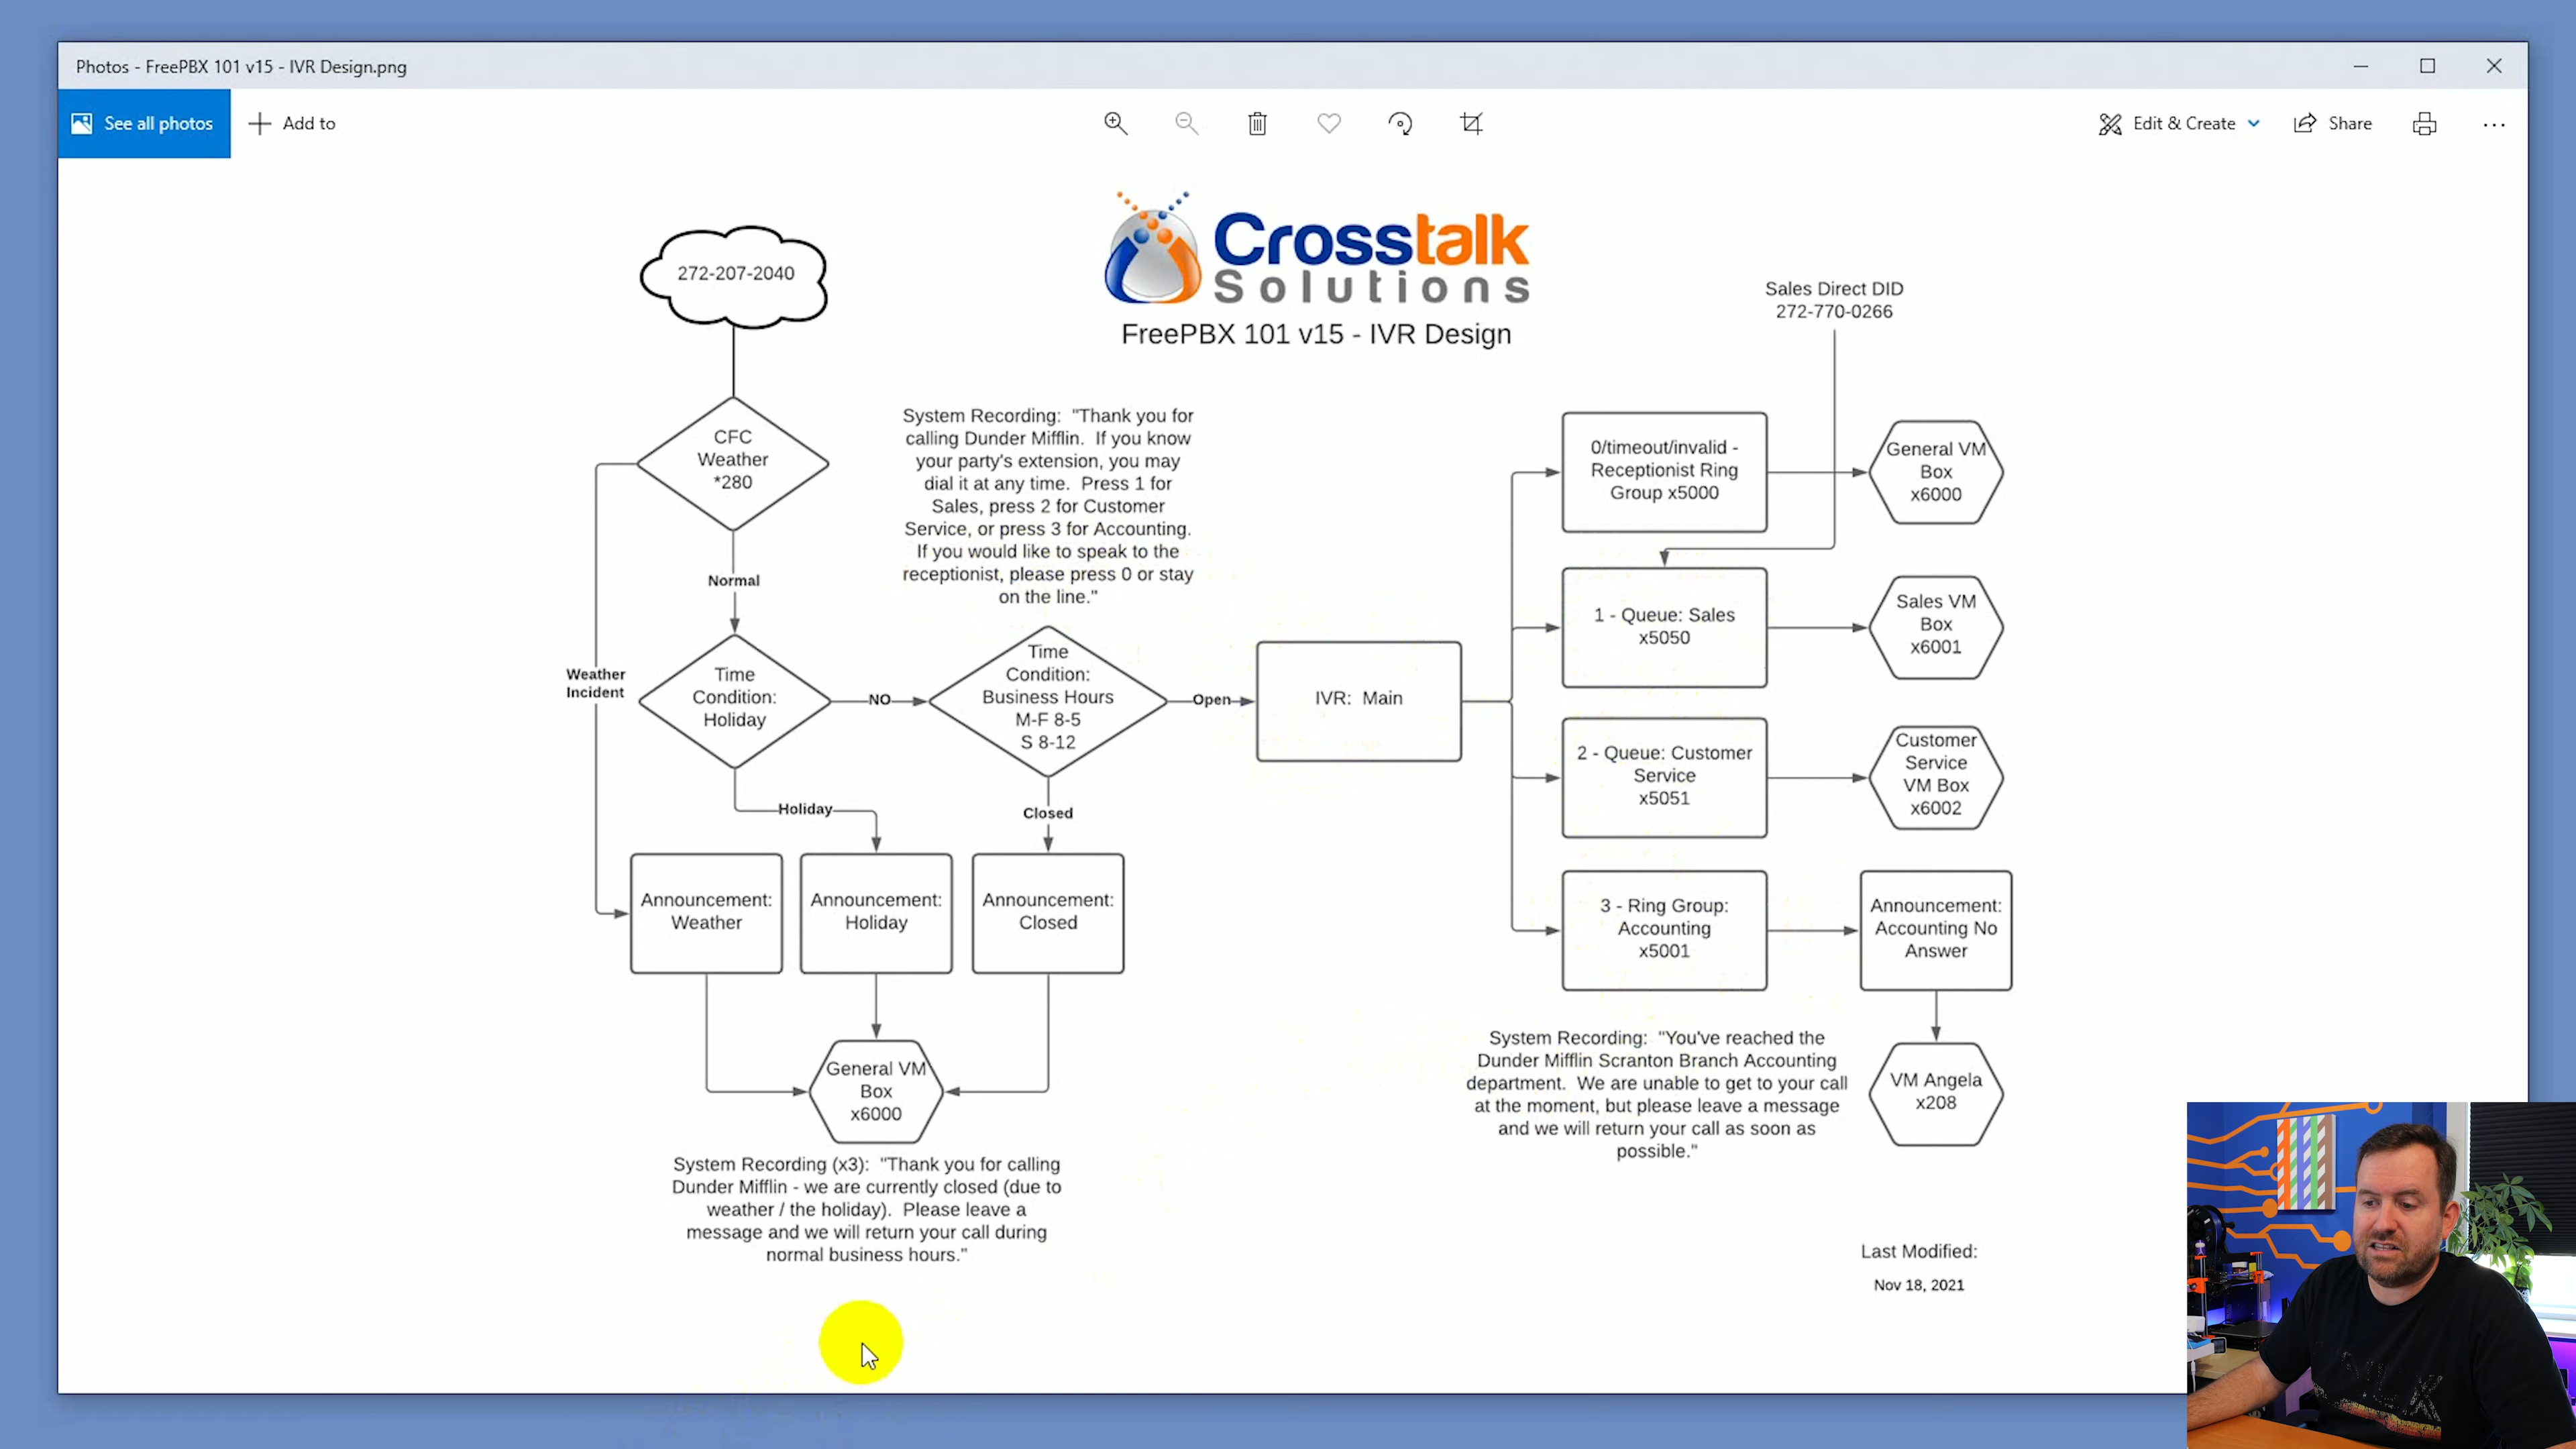 Photos - FreePBX 101 v15 - IVR Design.png
See all photos
Add to
Edit & Create
Share
Crosstalk
Solutions
FreePBX 101 v15 - IVR Design
272-207-2040
CFC
Weather
*280
Normal
Weather
Incident
Time
Condition:
Holiday
NO
Holiday
System Recording: "Thank you for
calling Dunder Mifflin. If you know
your party's extension, you may
dial it at any time. Press 1 for
Sales, press 2 for Customer
Service, or press 3 for Accounting.
If you would like to speak to the
receptionist, please press 0 or stay
on the line."
Time
Condition:
Business Hours
M-F 8-5
S 8-12
Open
Closed
Announcement:
Weather
Announcement:
Holiday
Announcement:
Closed
General VM
Box
x6000
System Recording (x3): "Thank you for calling
Dunder Mifflin - we are currently closed (due to
weather / the holiday). Please leave a
message and we will return your call during
normal business hours."
IVR: Main
Sales Direct DID
272-770-0266
0/timeout/invalid -
Receptionist Ring
Group x5000
General VM
Box
x6000
1 - Queue: Sales
x5050
Sales VM
Box
x6001
2 - Queue: Customer
Service
x5051
Customer
Service
VM Box
x6002
3 - Ring Group:
Accounting
x5001
Announcement:
Accounting No
Answer
System Recording: "You've reached the
Dunder Mifflin Scranton Branch Accounting
department. We are unable to get to your call
at the moment, but please leave a message
and we will return your call as soon as
possible."
VM Angela
x208
Last Modified:
Nov 18, 2021